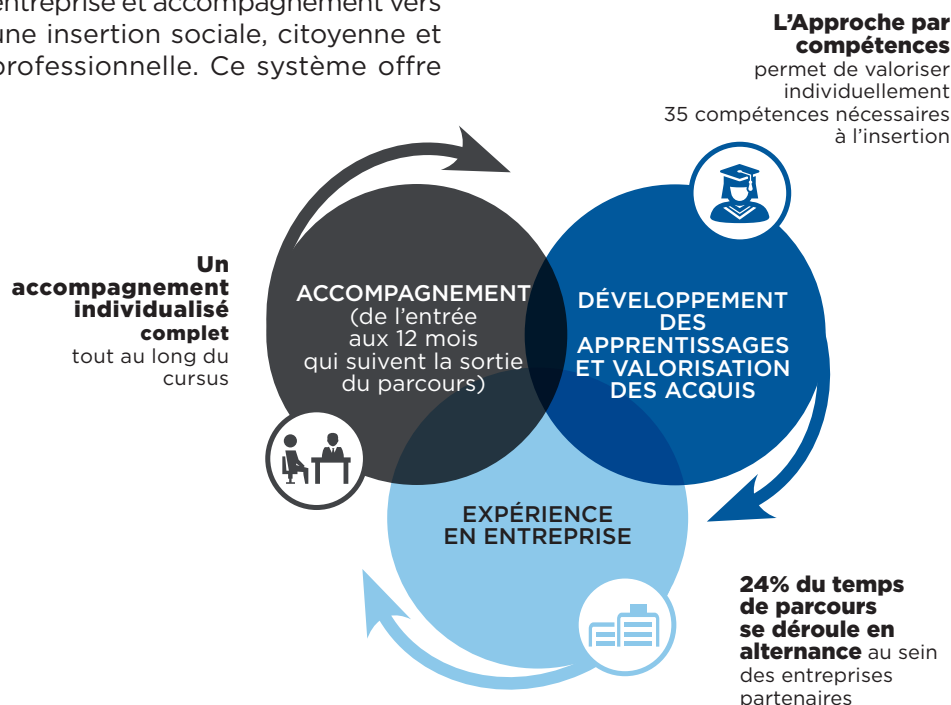 entreprise et accompagnement vers
une insertion sociale, citoyenne et
professionnelle. Ce système offre
L’Approche par
compétences
permet de valoriser
individuellement
35 compétences nécessaires
à l’insertion
Un
accompagnement
individualisé
complet
tout au long du
cursus
ACCOMPAGNEMENT
(de l’entrée
aux 12 mois
qui suivent la sortie
du parcours)
DÉVELOPPEMENT
DES
APPRENTISSAGES
ET VALORISATION
DES ACQUIS
EXPÉRIENCE
EN ENTREPRISE
24% du temps
de parcours
se déroule en
alternance au sein
des entreprises
partenaires